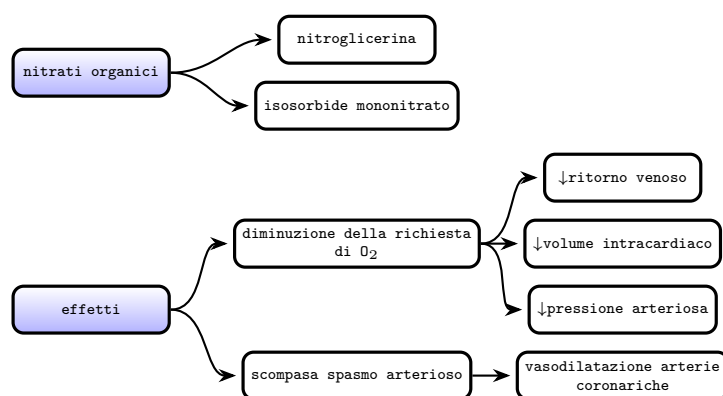 nitroglicerina
nitrati organici
isosorbide mononitrato
↓ritorno venoso
diminuzione della richiesta
di O₂
↓volume intracardiaco
effetti
↓pressione arteriosa
scompasa spasmo arterioso
vasodilatazione arterie
coronariche